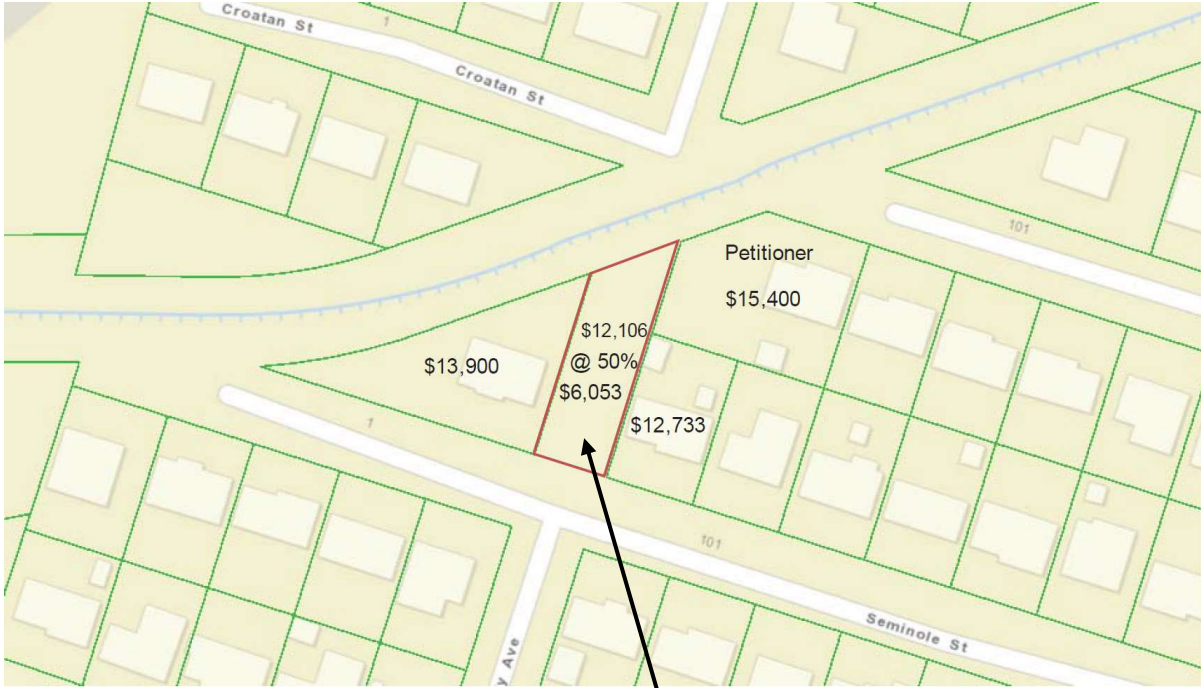 Croatan St
1
Croatan St
101
Petitioner
$15,400
$12,106
@ 50%
$6,053
$13,900
$12,733
1
101
Seminole St
y Ave